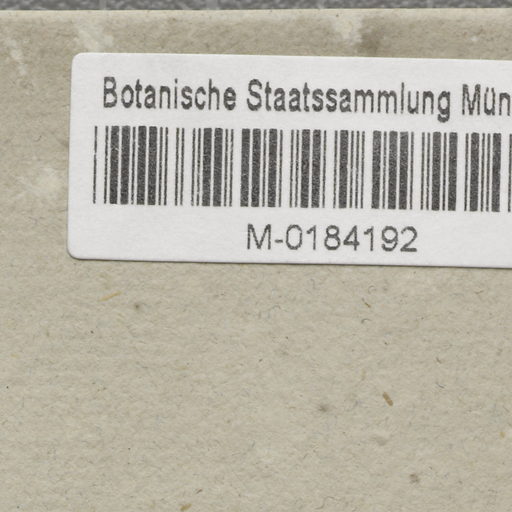 Botanische Staatssammlung Mün
M-0184192